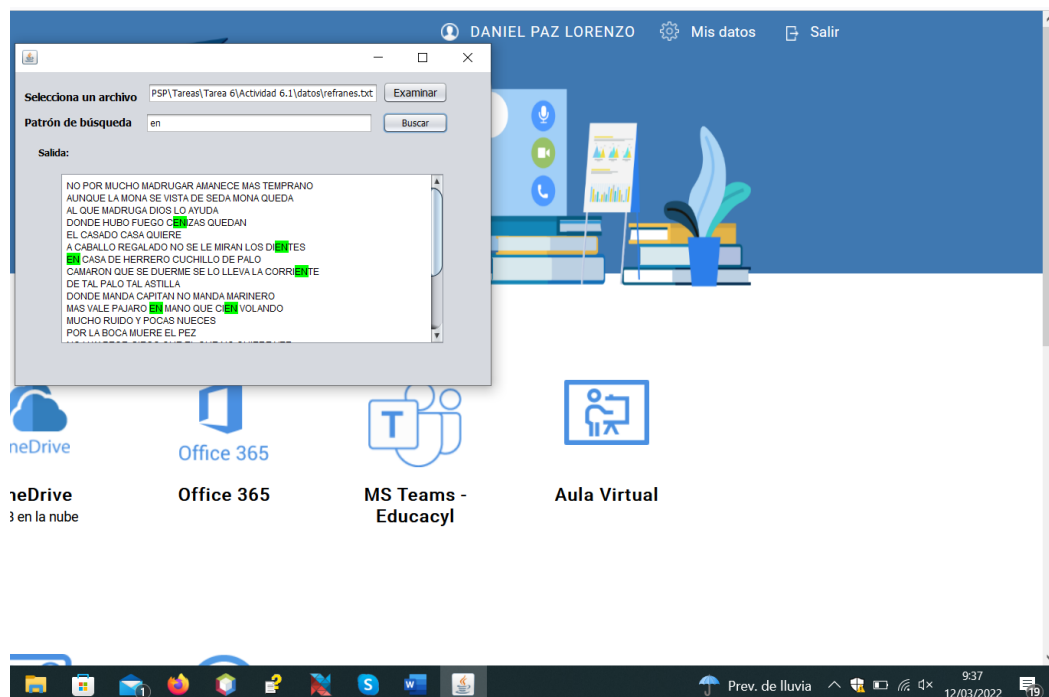 DANIEL PAZ LORENZO Mis datos Salir
Selecciona un archivo PSP\Tareas\Tarea 6\Actividad 6.1\datos\refranes.txt Examinar
Patrón de búsqueda en Buscar
Salida:
NO POR MUCHO MADRUGAR AMANECE MAS TEMPRANO
AUNQUE LA MONA SE VISTA DE SEDA MONA QUEDA
AL QUE MADRUGA DIOS LO AYUDA
DONDE HUBO FUEGO CENIZAS QUEDAN
EL CASADO CASA QUIERE
A CABALLO REGALADO NO SE LE MIRAN LOS DIENTES
EN CASA DE HERRERO CUCHILLO DE PALO
CAMARON QUE SE DUERME SE LO LLEVA LA CORRIENTE
DE TAL PALO TAL ASTILLA
DONDE MANDA CAPITAN NO MANDA MARINERO
MAS VALE PAJARO EN MANO QUE CIEN VOLANDO
MUCHO RUIDO Y POCAS NUECES
POR LA BOCA MUERE EL PEZ
neDrive Office 365 T
neDrive Office 365 MS Teams - Aula Virtual
en la nube Educacyl
1 S W Prev. de lluvia 9:37
12/03/2022 19